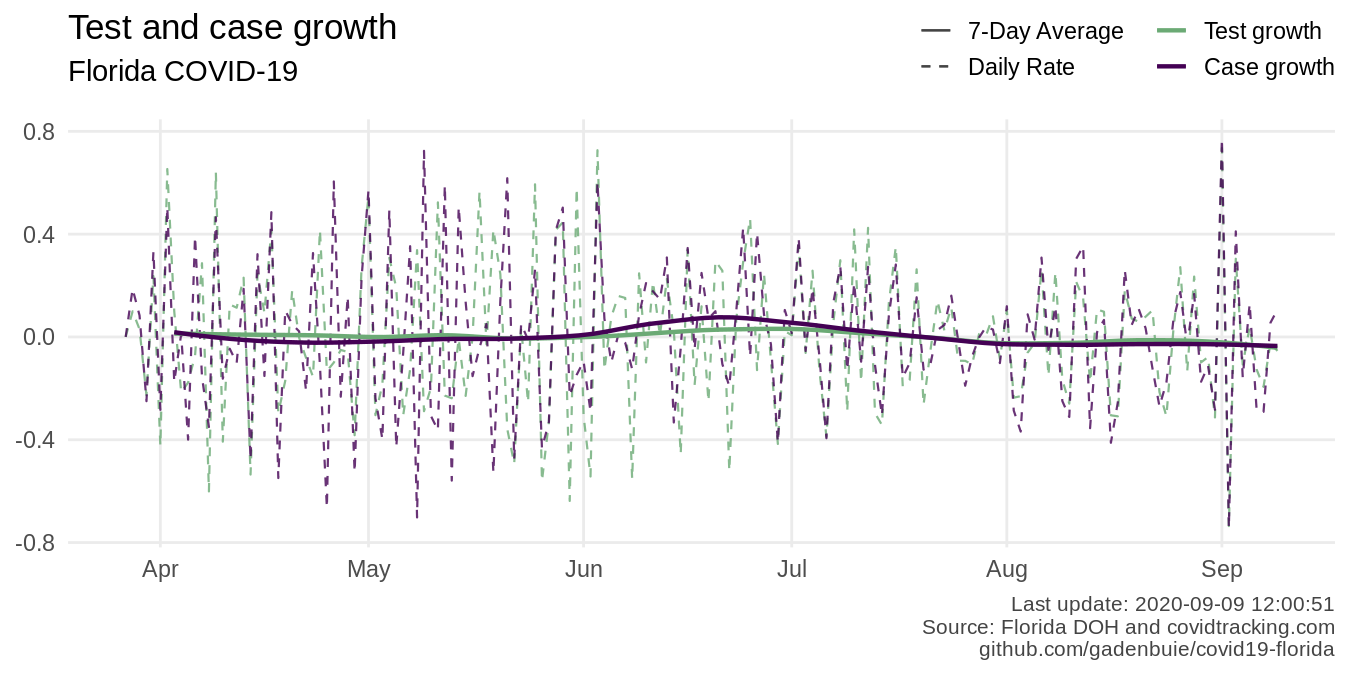 Test and case growth
Florida COVID-19
7-Day Average
Test growth
Daily Rate
Case growth
0.8
0.4
0.0
-0.4
-0.8
Apr May Jun Jul Aug Sep
Last update: 2020-09-09 12:00:51
Source: Florida DOH and covidtracking.com
github.com/gadenbuie/covid19-florida